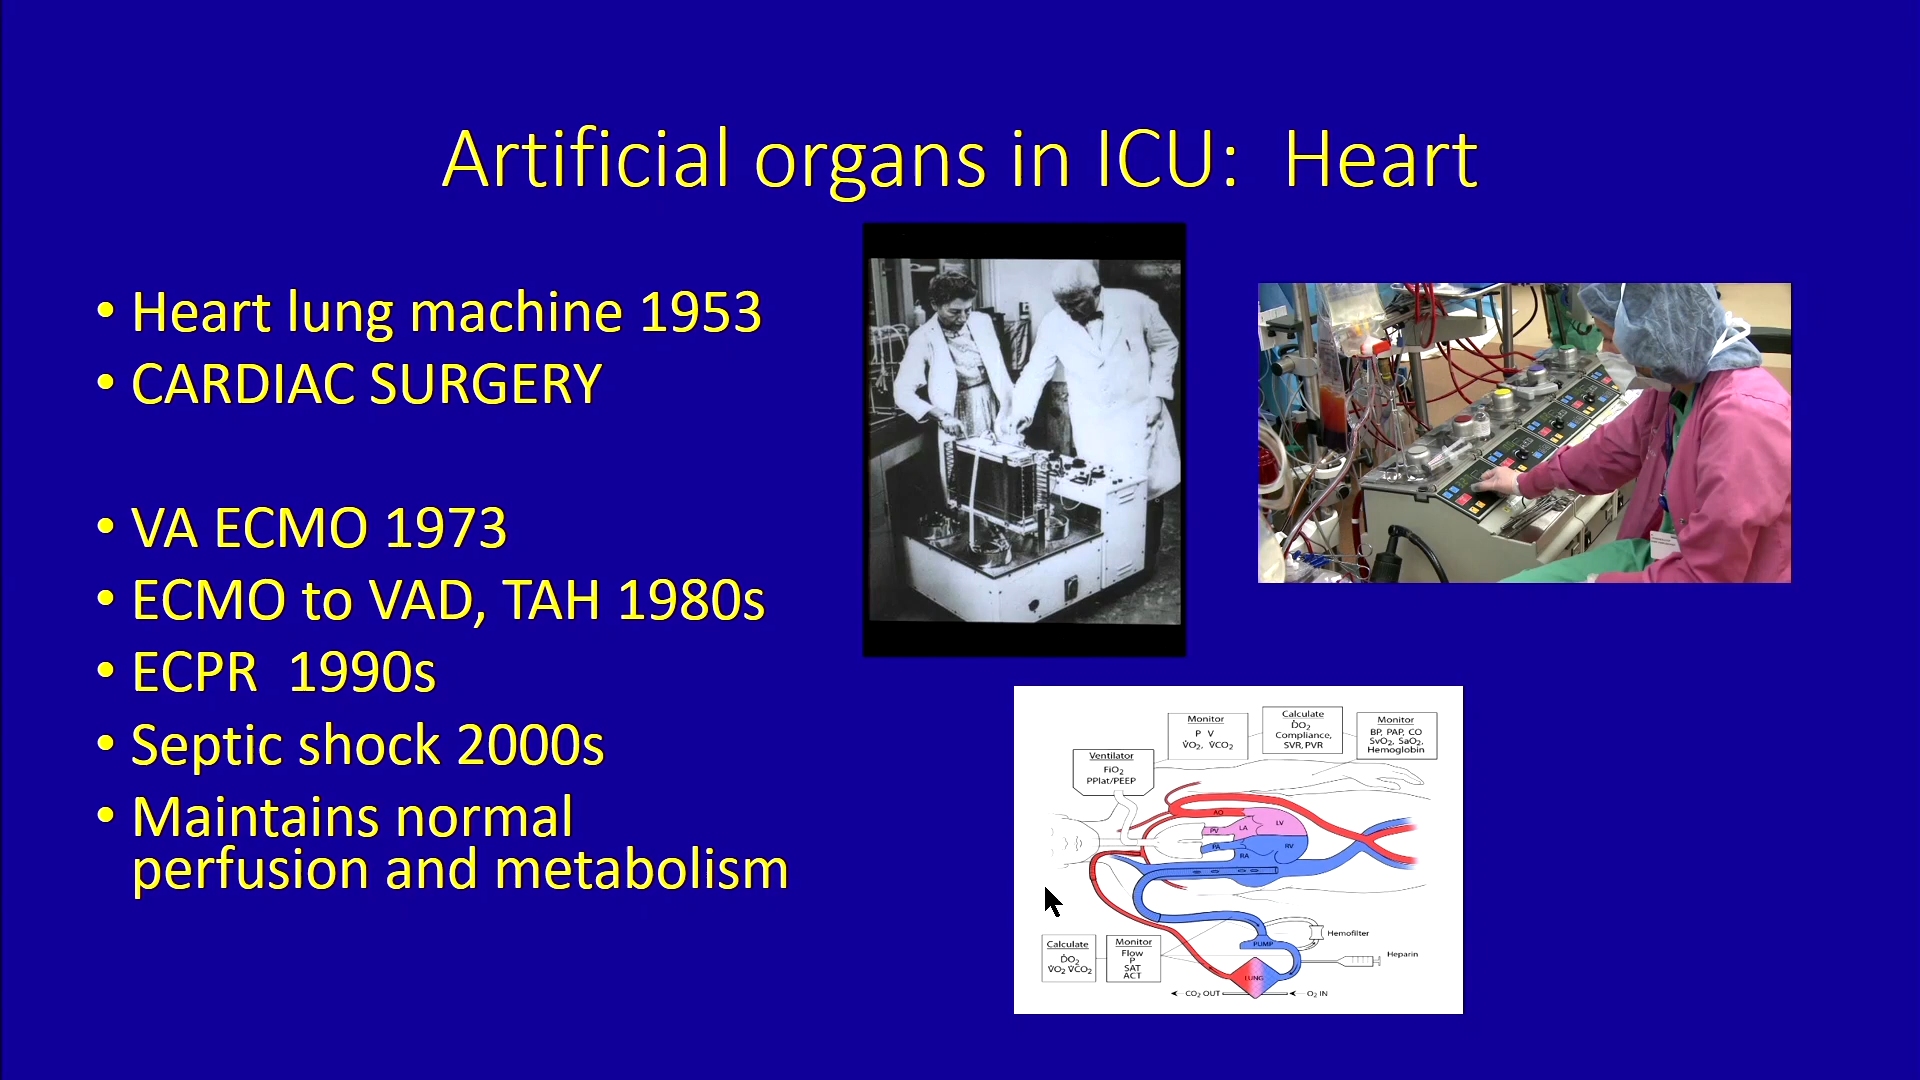 Artificial organs in ICU:  Heart
• Heart lung machine 1953
• CARDIAC SURGERY
• VA ECMO 1973
• ECMO to VAD, TAH 1980s
• ECPR  1990s
• Septic shock 2000s
• Maintains normal
perfusion and metabolism
Monitor
P  V
V̇O₂, V̇CO₂
Calculate
ḊO₂
Compliance,
SVR, PVR
Monitor
BP, PAP, CO
SvO₂, SaO₂,
Hemoglobin
Ventilator
FiO₂
PPlat/PEEP
AO
PV
LA
LV
PA
RA
RV
Calculate
ḊO₂
V̇O₂ V̇CO₂
Monitor
Flow
P
SAT
ACT
PUMP
Hemofilter
Heparin
LUNG
CO₂ OUT
O₂ IN